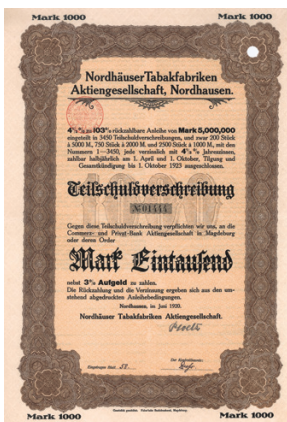 Mark 1000 Mark 1000
Nordhäuser Tabakfabriken
Aktiengesellschaft, Nordhausen.
4½% zu 103% rückzahlbare Anleihe von Mark 5,000,000
eingeteilt in 3450 Teilschuldverschreibungen, und zwar 200 Stück
à 5000 M, 750 Stück à 2000 M. und 2500 Stück à 1000 M, mit den
Nummern 1—3450, jede verzinslich mit 4½% Jahreszinsen,
zahlbar halbjährlich am 1. April und 1. Oktober, Tilgung und
Gesamtkündigung bis 1. Oktober 1923 ausgeschlossen.
Teilschuldverschreibung
Gegen diese Teilschuldverschreibung verpflichten wir uns, an die
Commerz- und Privat-Bank Aktiengesellschaft in Magdeburg
oder deren Order
Mark Eintausend
nebst 3% Aufgeld zu zahlen.
Die Rückzahlung und die Verzinsung ergeben sich aus den um-
stehend abgedruckten Anleihebedingungen.
Nordhausen, im Juni 1920.
Nordhäuser Tabakfabriken Aktiengesellschaft.
Mark 1000 Mark 1000